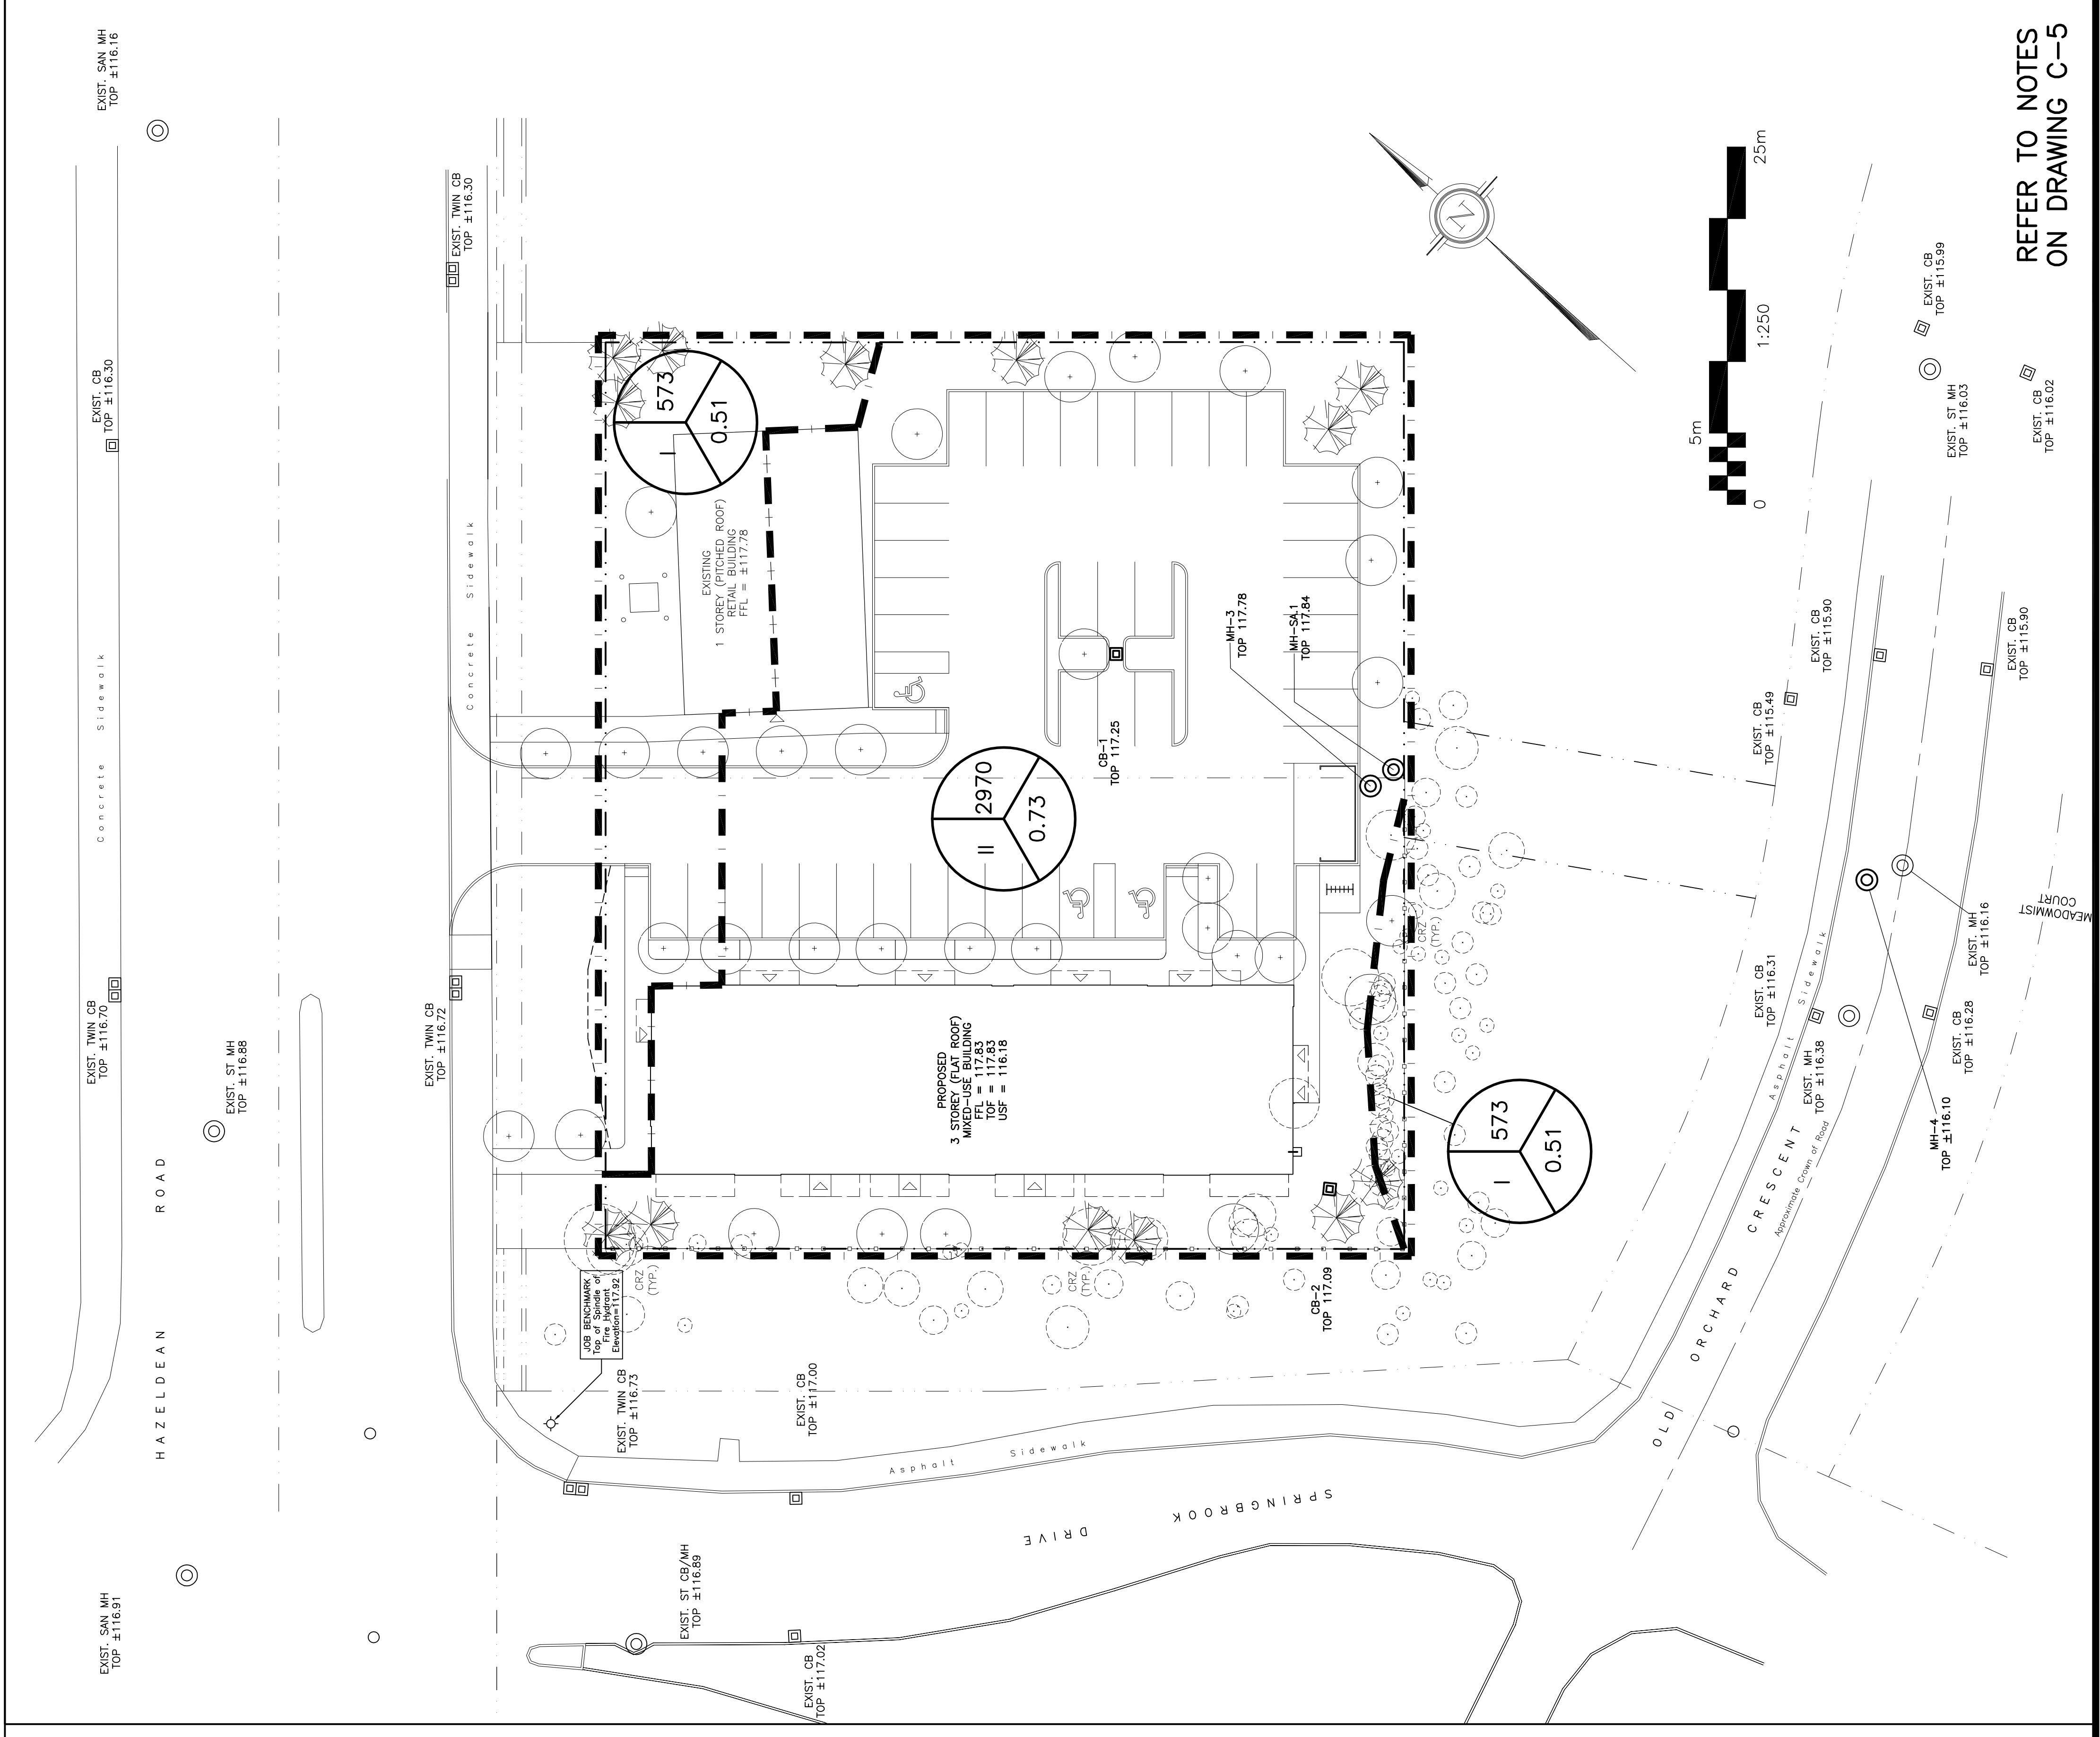 EXIST. SAN MH
TOP ±116.16
EXIST. CB
TOP ±116.30
Concrete Sidewalk
EXIST. TWIN CB
TOP ±116.70
EXIST. SAN MH
TOP ±116.91
HAZELDEAN ROAD
EXIST. ST MH
TOP ±116.88
EXIST. TWIN CB
TOP ±116.30
Concrete Sidewalk
EXIST. TWIN CB
TOP ±116.72
JOB BENCHMARK
Top of Spindle of
Fire Hydrant
Elevation=117.92
EXIST. TWIN CB
TOP ±116.73
EXIST. ST CB/MH
TOP ±116.89
EXIST. CB
TOP ±117.00
EXIST. CB
TOP ±117.02
I
573
0.51
EXISTING
1 STOREY (PITCHED ROOF)
RETAIL BUILDING
FFL = ±117.78
II
2970
0.73
CB-1
TOP 117.25
MH-3
TOP 117.78
MH-SA.1
TOP 117.84
PROPOSED
3 STOREY (FLAT ROOF)
MIXED-USE BUILDING
FFL = 117.83
TOF = 117.83
USF = 116.18
CRZ
(TYP.)
CRZ
(TYP.)
CRZ
(TYP.)
CB-2
TOP 117.09
I
573
0.51
Asphalt Sidewalk
SPRINGBROOK DRIVE
N
5m
0
1:250
25m
EXIST. CB
TOP ±115.49
EXIST. CB
TOP ±115.90
EXIST. CB
TOP ±116.31
Asphalt Sidewalk
EXIST. MH
TOP ±116.38
OLD ORCHARD CRESCENT
Approximate Crown of Road
MH-4
TOP ±116.10
EXIST. CB
TOP ±116.28
EXIST. MH
TOP ±116.16
MEADOWMIST
COURT
EXIST. CB
TOP ±115.90
EXIST. CB
TOP ±115.99
EXIST. ST MH
TOP ±116.03
EXIST. CB
TOP ±116.02
REFER TO NOTES
ON DRAWING C-5